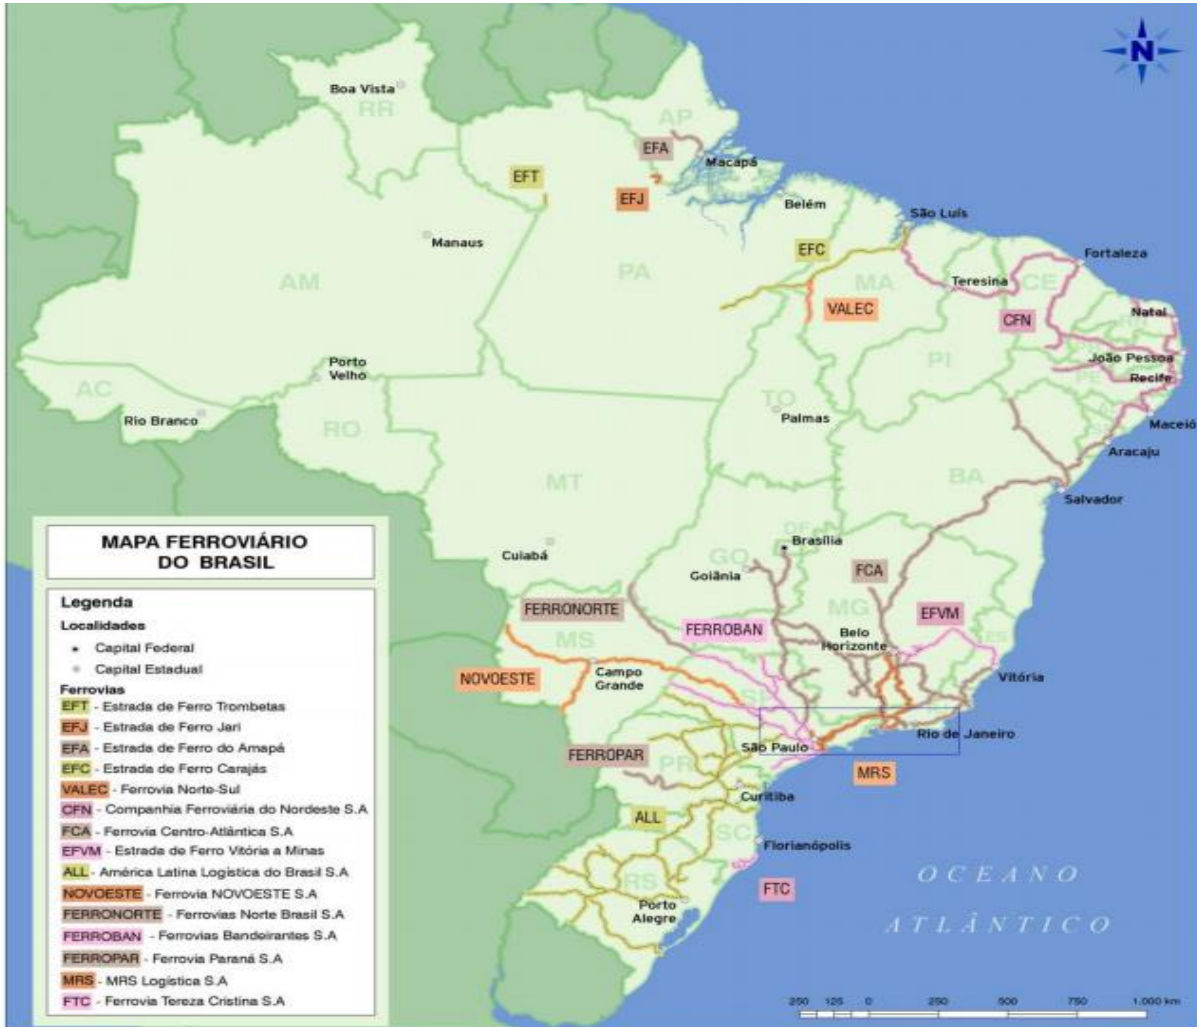 N
Boa Vista
RR
AP
EFA
Macapá
EFT
EFJ
Belém
São Luís
Manaus
EFC
Fortaleza
AM
PA
MA
Teresina
CE
VALEC
CFN
Natal
RN
João Pessoa
Porto
Velho
PI
PE
Recife
AC
TO
Rio Branco
Palmas
Maceió
RO
Aracaju
MT
BA
Salvador
DF
Brasília
MAPA FERROVIÁRIO
DO BRASIL
Cuiabá
GO
Goiânia
FCA
Legenda
Localidades
Capital Federal
Capital Estadual
Ferrovias
EFT - Estrada de Ferro Trombetas
EFJ - Estrada de Ferro Jari
EFA - Estrada de Ferro do Amapá
EFC - Estrada de Ferro Carajás
VALEC - Ferrovia Norte-Sul
CFN - Companhia Ferroviária do Nordeste S.A
FCA - Ferrovia Centro-Atlântica S.A
EFVM - Estrada de Ferro Vitória a Minas
ALL - América Latina Logística do Brasil S.A
NOVOESTE - Ferrovia NOVOESTE S.A
FERRONORTE - Ferrovias Norte Brasil S.A
FERROBAN - Ferrovias Bandeirantes S.A
FERROPAR - Ferrovia Paraná S.A
MRS - MRS Logística S.A
FTC - Ferrovia Tereza Cristina S.A
FERRONORTE
MG
EFVM
MS
FERROBAN
Belo
Horizonte
ES
NOVOESTE
Campo
Grande
Vitória
SP
FERROPAR
São Paulo
Rio de Janeiro
PR
MRS
Curitiba
ALL
SC
Florianópolis
RS
FTC
Porto
Alegre
OCEANO
ATLÂNTICO
250 125 0 250 500 750 1.000 km